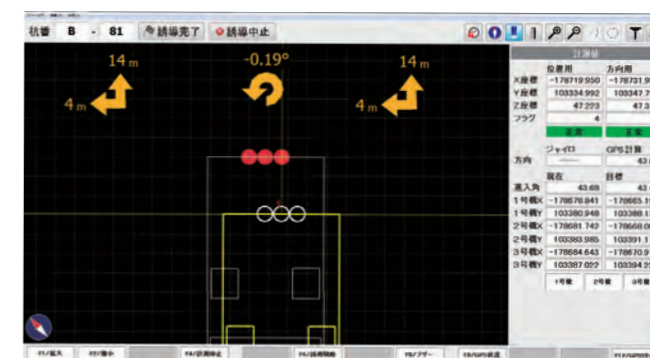 杭番 B - 81 誘導完了 誘導中止
計測値
14 m -0.19° 14 m
4 m 4 m
位置用 方向用
X座標 -178719.950 -178731.9
Y座標 103334.992 103347.7
Z座標 47.223 47.3
フラグ 4
正常 正常
ジャイロ GPS計算
方向 43.
現在 目標
進入角 43.68 43.
1号機X -178678.841 -178665.1
1号機Y 103380.948 103388.1
2号機X -178681.742 -178668.0
2号機Y 103383.985 103391.1
3号機X -178684.643 -178670.9
3号機Y 103387.022 103394.2
1号機 2号機 3号機
F1/拡大 F2/縮小 F4/計測停止 F6/誘導開始 F8/ブザー F9/GPS状況